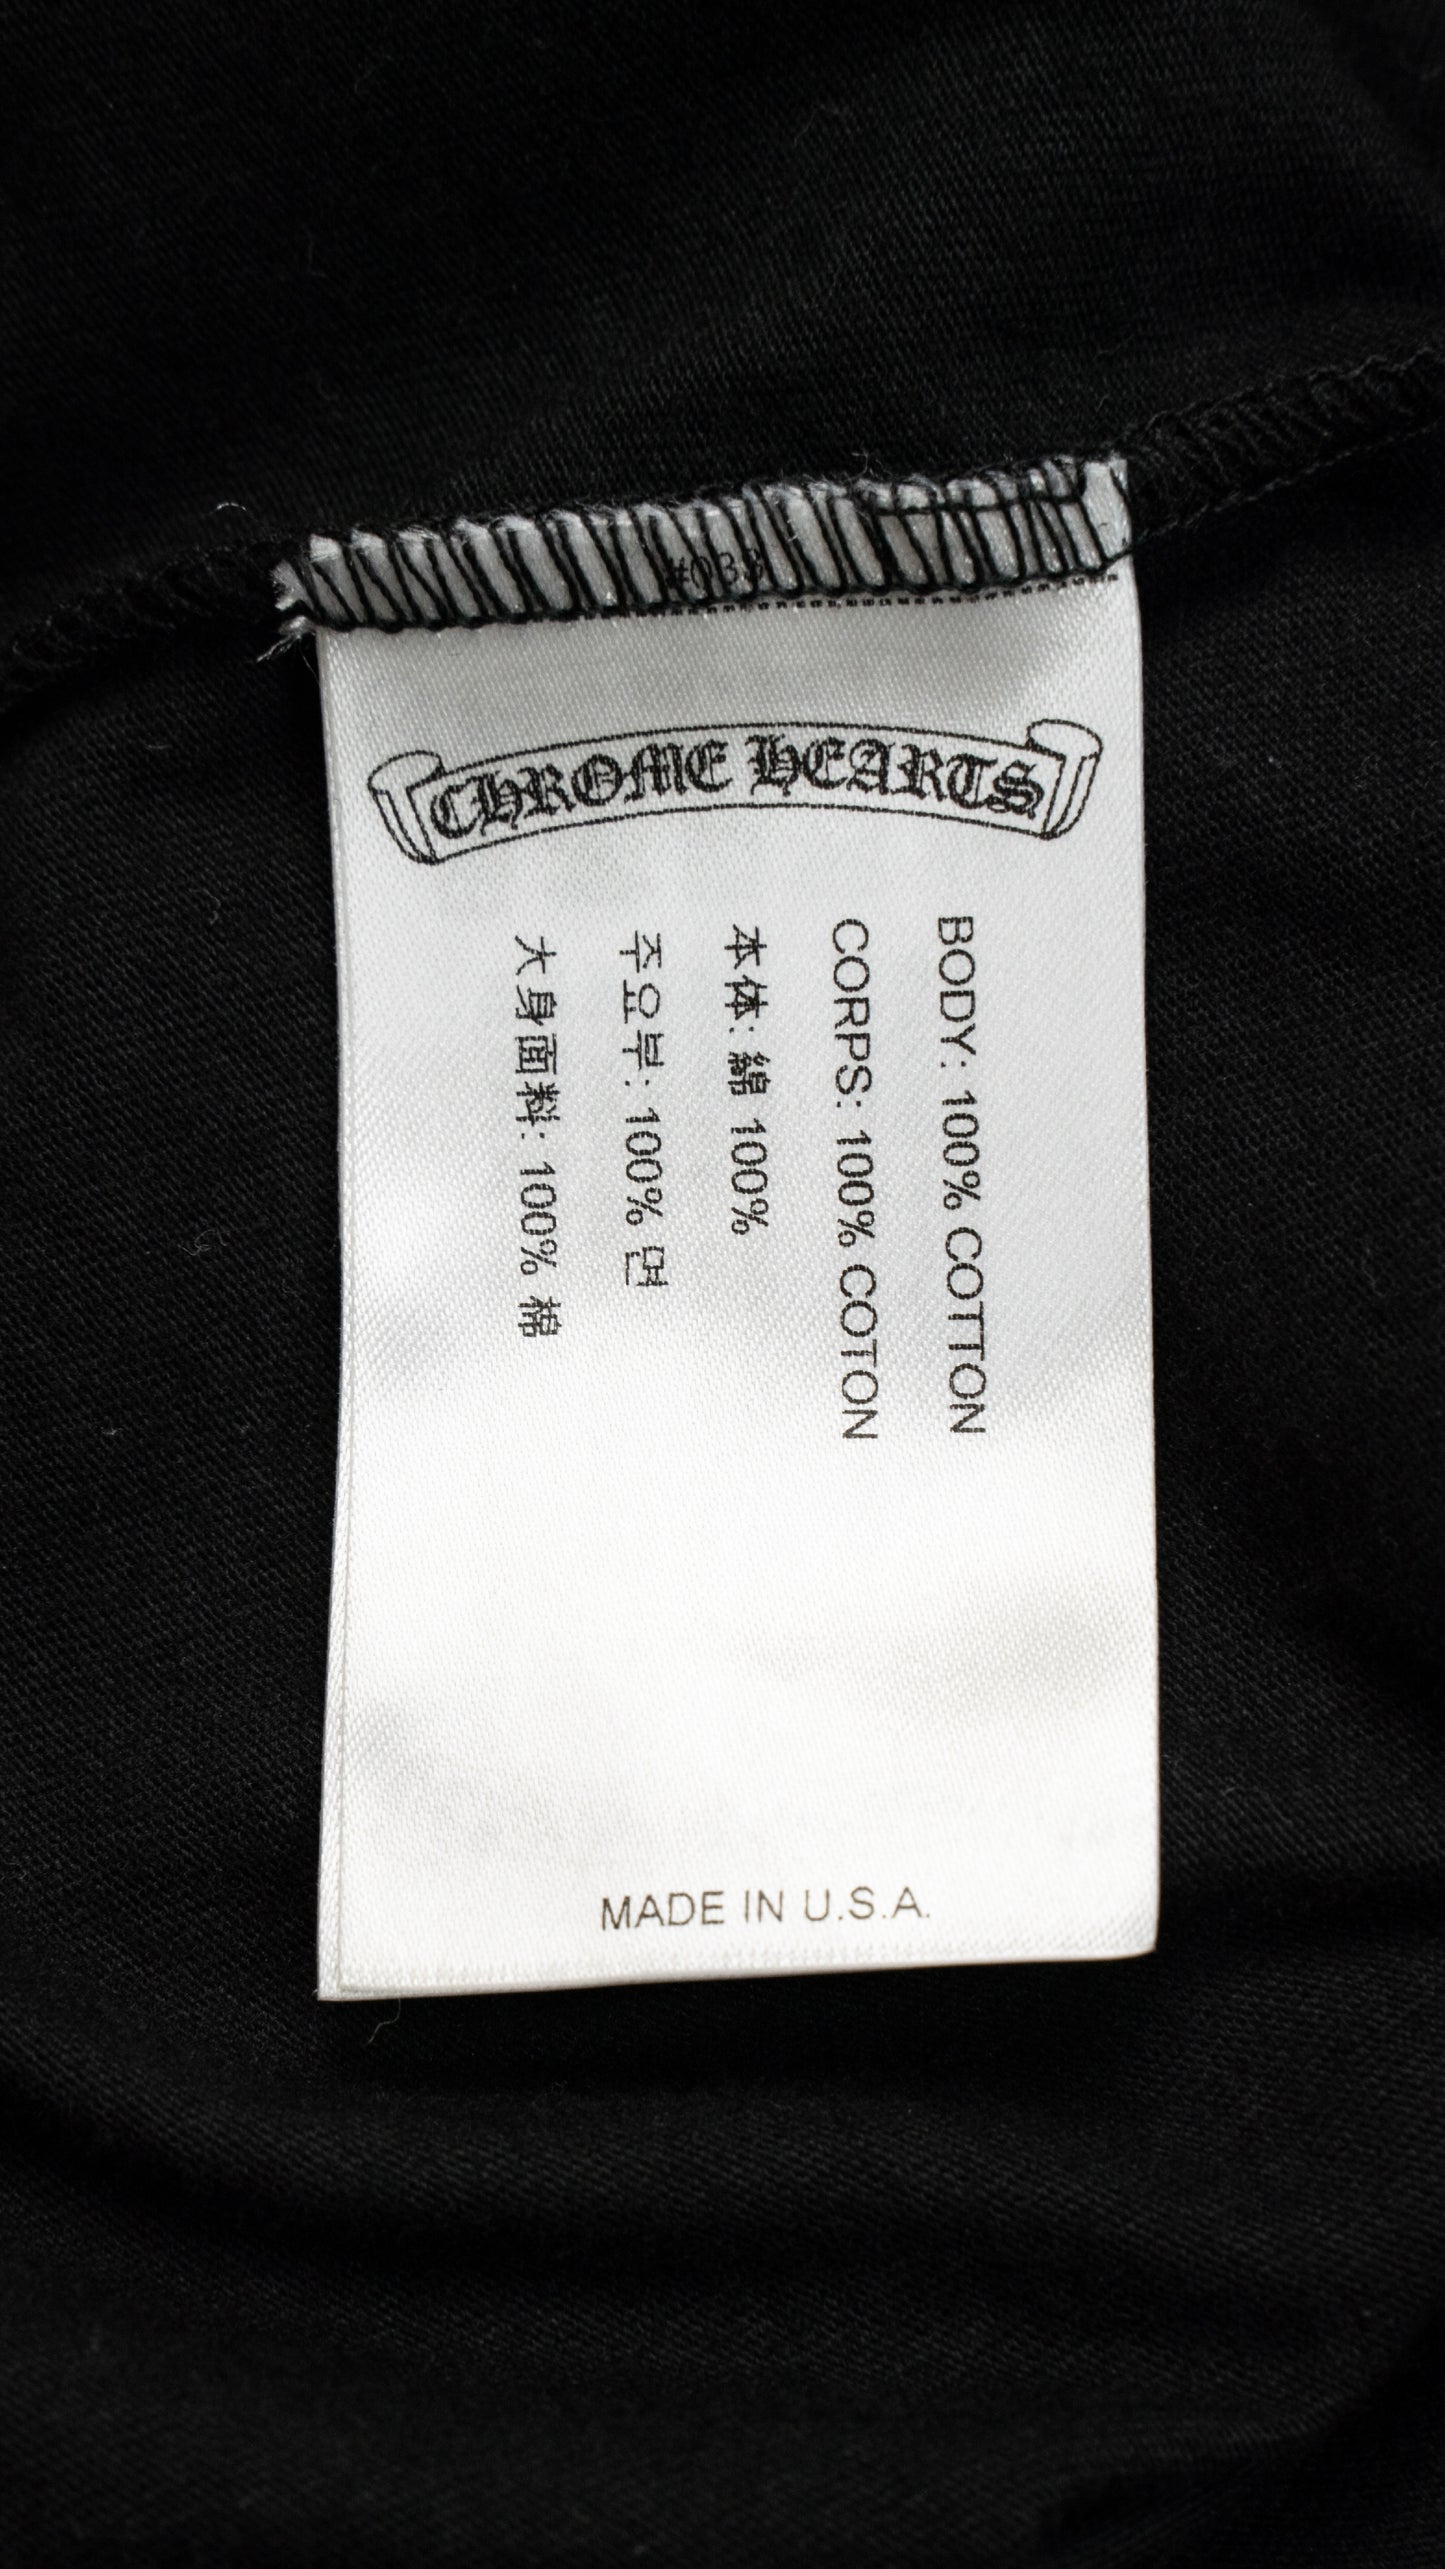 #033
CHROME HEARTS
BODY: 100% COTTON
CORPS: 100% COTON
本体: 綿 100%
주요부: 100% 면
大身面料: 100% 棉
MADE IN U.S.A.